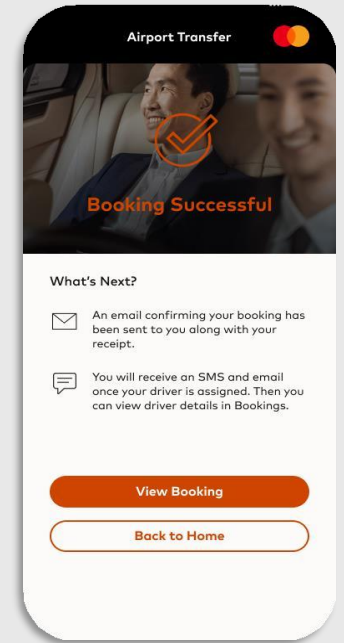 Airport Transfer
Booking Successful
What's Next?
An email confirming your booking has
been sent to you along with your
receipt.
You will receive an SMS and email
once your driver is assigned. Then you
can view driver details in Bookings.
View Booking
Back to Home